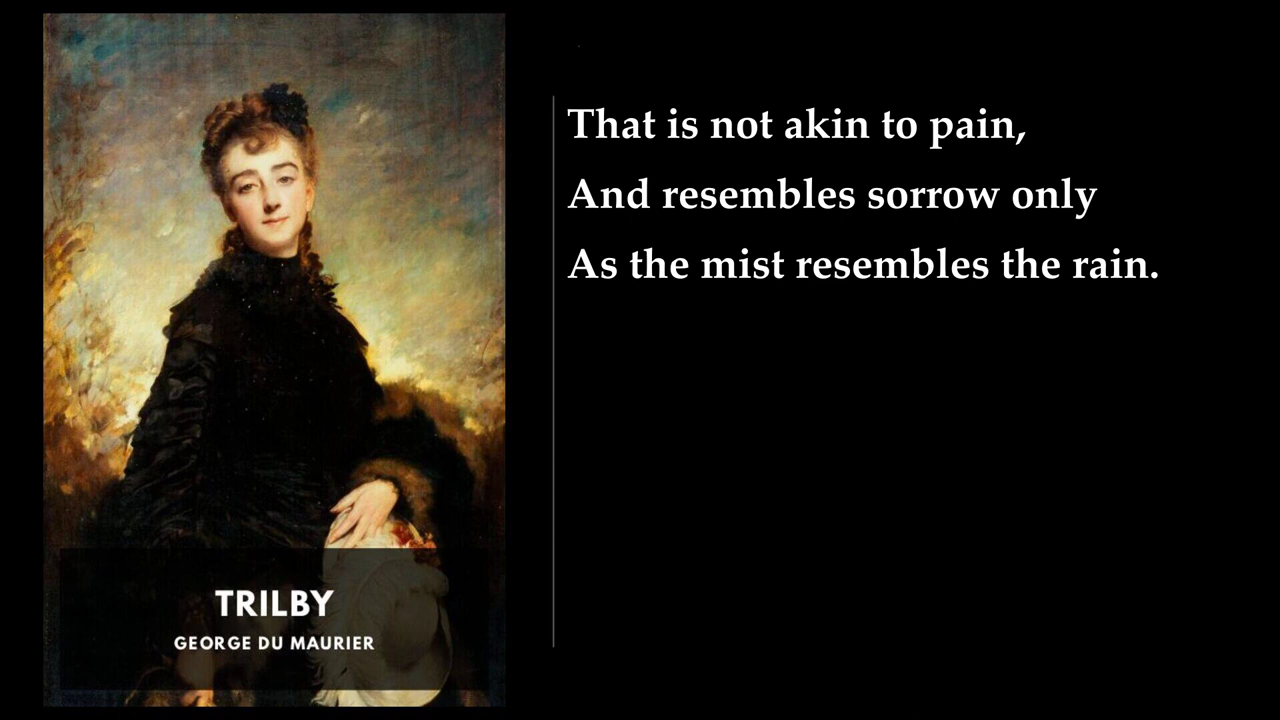 TRILBY
GEORGE DU MAURIER
That is not akin to pain,
And resembles sorrow only
As the mist resembles the rain.